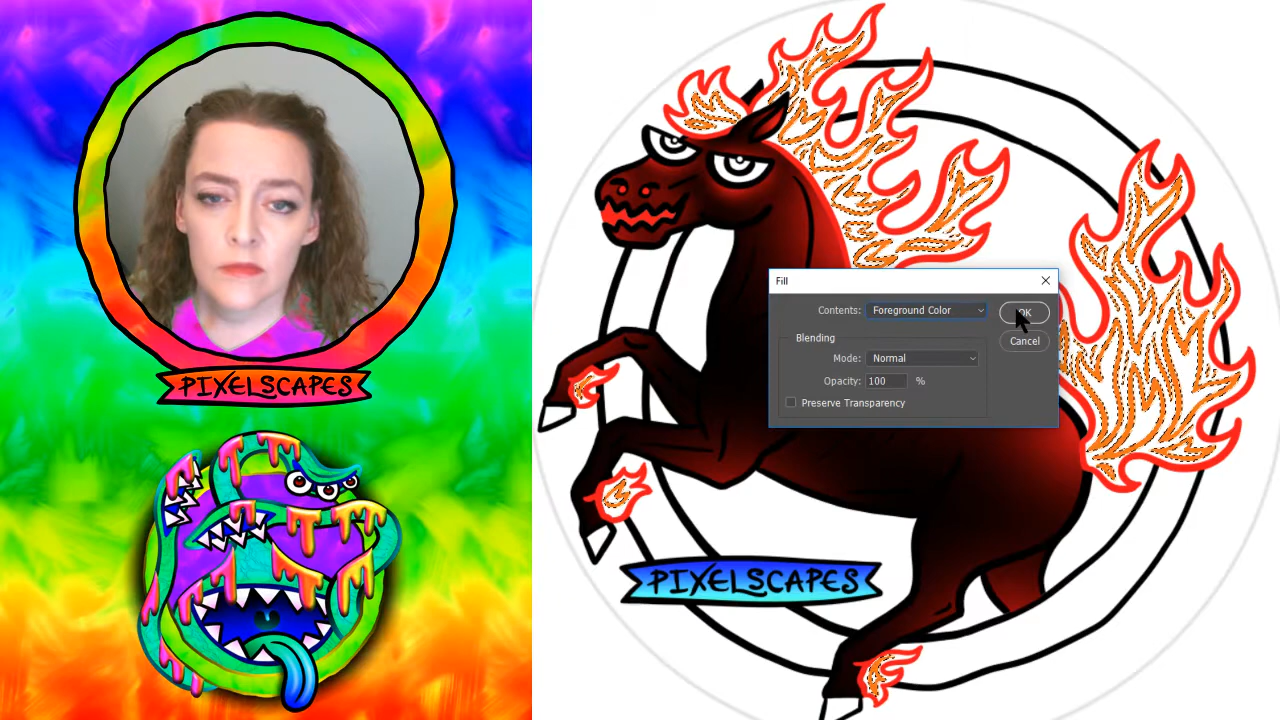 PIXELSCAPES
Fill
Contents: Foreground Color
OK
Blending
Cancel
Mode: Normal
Opacity: 100 %
Preserve Transparency
PIXELSCAPES